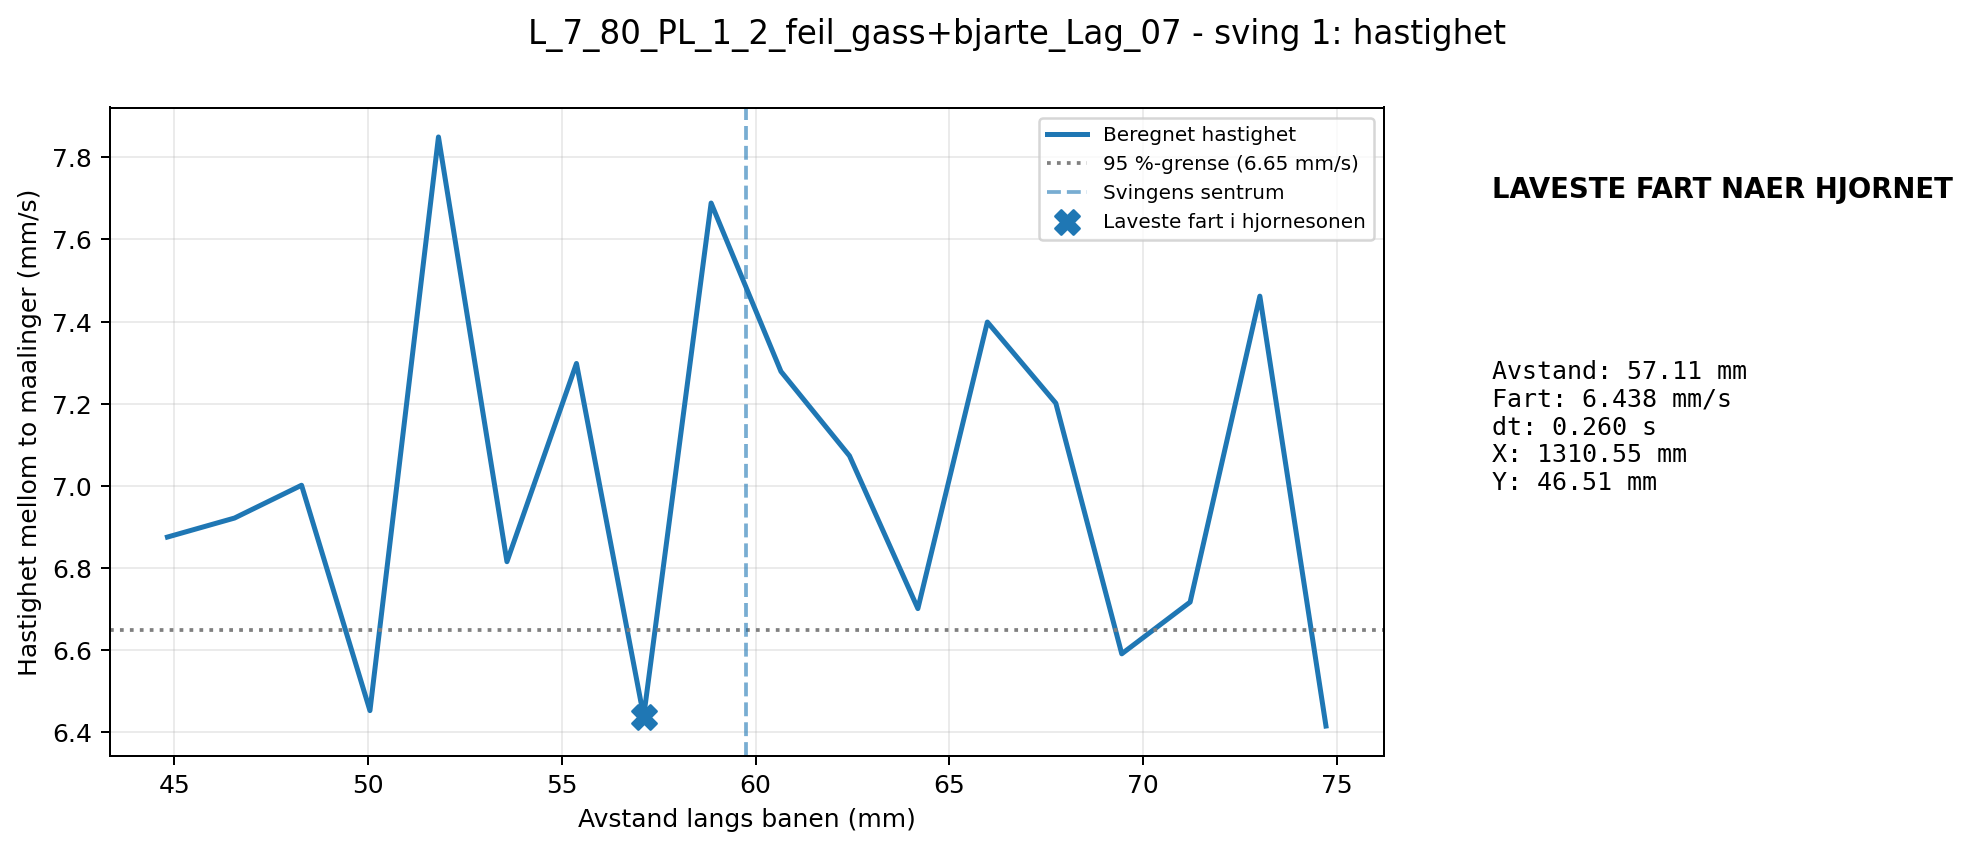 L_7_80_PL_1_2_feil_gass+bjarte_Lag_07 - sving 1: hastighet
Hastighet mellom to maalinger (mm/s)
7.8
7.6
7.4
7.2
7.0
6.8
6.6
6.4
45 50 55 60 65 70 75
Avstand langs banen (mm)
Beregnet hastighet
95 %-grense (6.65 mm/s)
Svingens sentrum
Laveste fart i hjornesonen
LAVESTE FART NAER HJORNET
Avstand: 57.11 mm
Fart: 6.438 mm/s
dt: 0.260 s
X: 1310.55 mm
Y: 46.51 mm